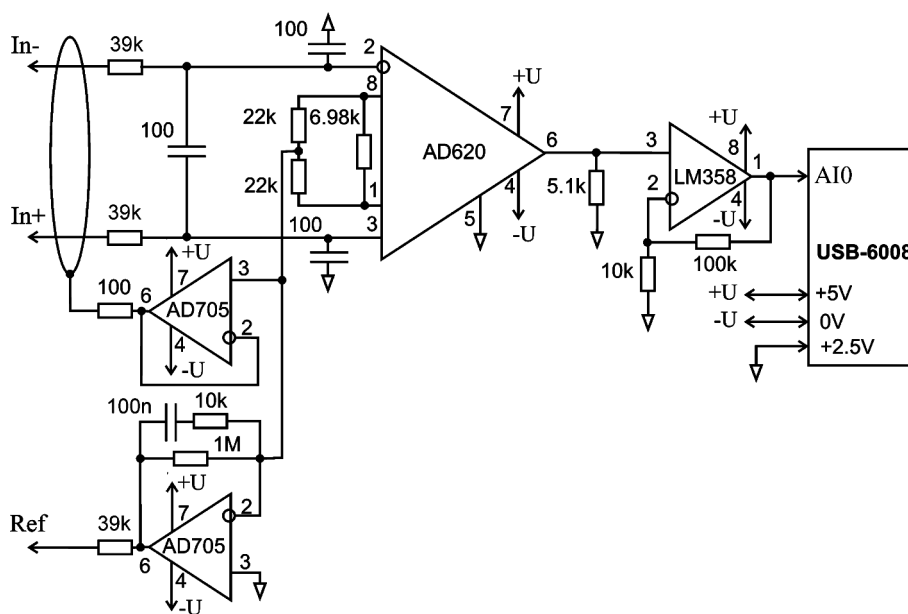 In-
39k
100
2
8
22k
6.98k
100
22k
1
3
100
In+
39k
+U
7
AD620
6
4
5
-U
5.1k
3
+U
8
1
2
LM358
4
-U
10k
100k
AI0
USB-6008
+U
+5V
-U
0V
+2.5V
+U
7
3
100
6
AD705
2
4
-U
100n
10k
1M
+U
7
2
Ref
39k
6
AD705
3
4
-U